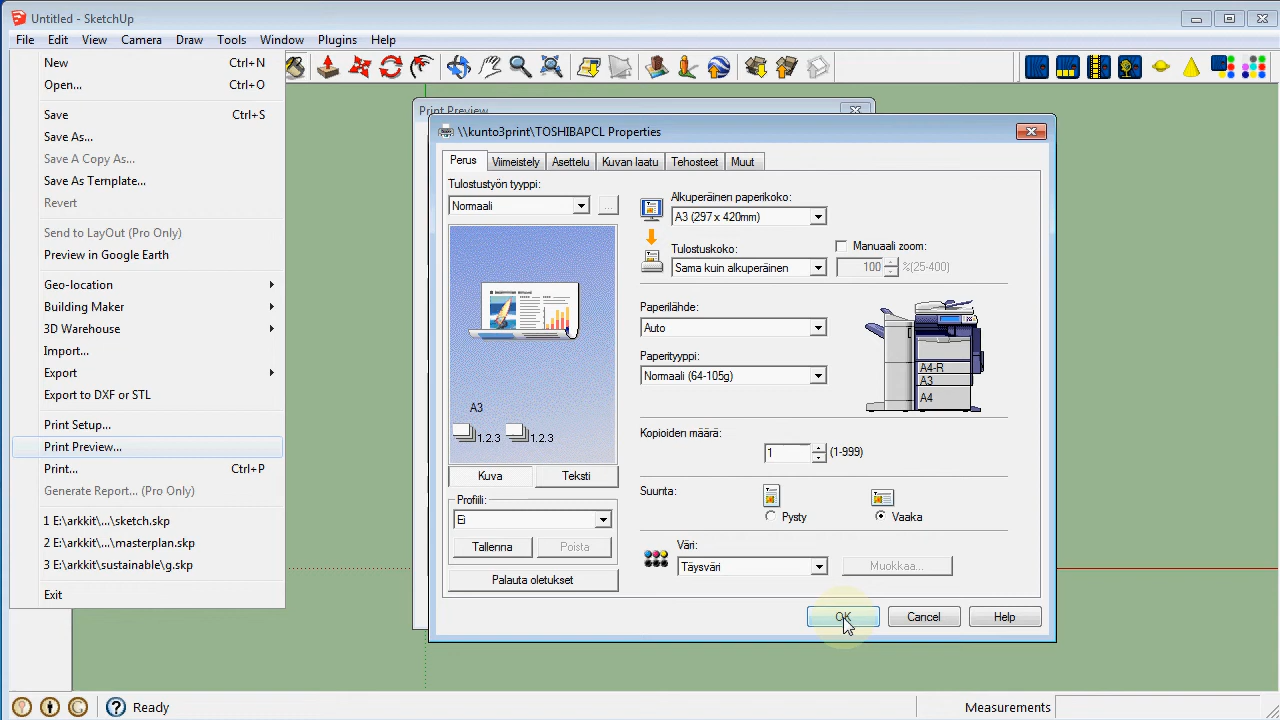 Untitled - SketchUp
File Edit View Camera Draw Tools Window Plugins Help
New Ctrl+N
Open... Ctrl+O
Save Ctrl+S
Save As...
Save A Copy As...
Save As Template...
Revert
Send to LayOut (Pro Only)
Preview in Google Earth
Geo-location
Building Maker
3D Warehouse
Import...
Export
Export to DXF or STL
Print Setup...
Print Preview...
Print... Ctrl+P
Generate Report... (Pro Only)
1 E:\arkkit\...\sketch.skp
2 E:\arkkit\...\masterplan.skp
3 E:\arkkit\sustainable\g.skp
Exit
Print Preview
\\kunto3print\TOSHIBAPCL Properties
Perus Viimeistely Asettelu Kuvan laatu Tehosteet Muut
Tulostustyön tyyppi:
Normaali ...
A3
1.2.3 1.2.3
Kuva Teksti
Profiili:
Ei
Tallenna Poista
Palauta oletukset
Alkuperäinen paperikoko:
A3 (297 x 420mm)
Tulostuskoko:
Sama kuin alkuperäinen
Manuaali zoom:
100 %(25-400)
Paperilähde:
Auto
Paperityyppi:
Normaali (64-105g)
A4-R
A3
A4
Kopioiden määrä:
1 (1-999)
Suunta:
Pysty Vaaka
Väri:
Täysväri Muokkaa...
OK Cancel Help
Ready Measurements